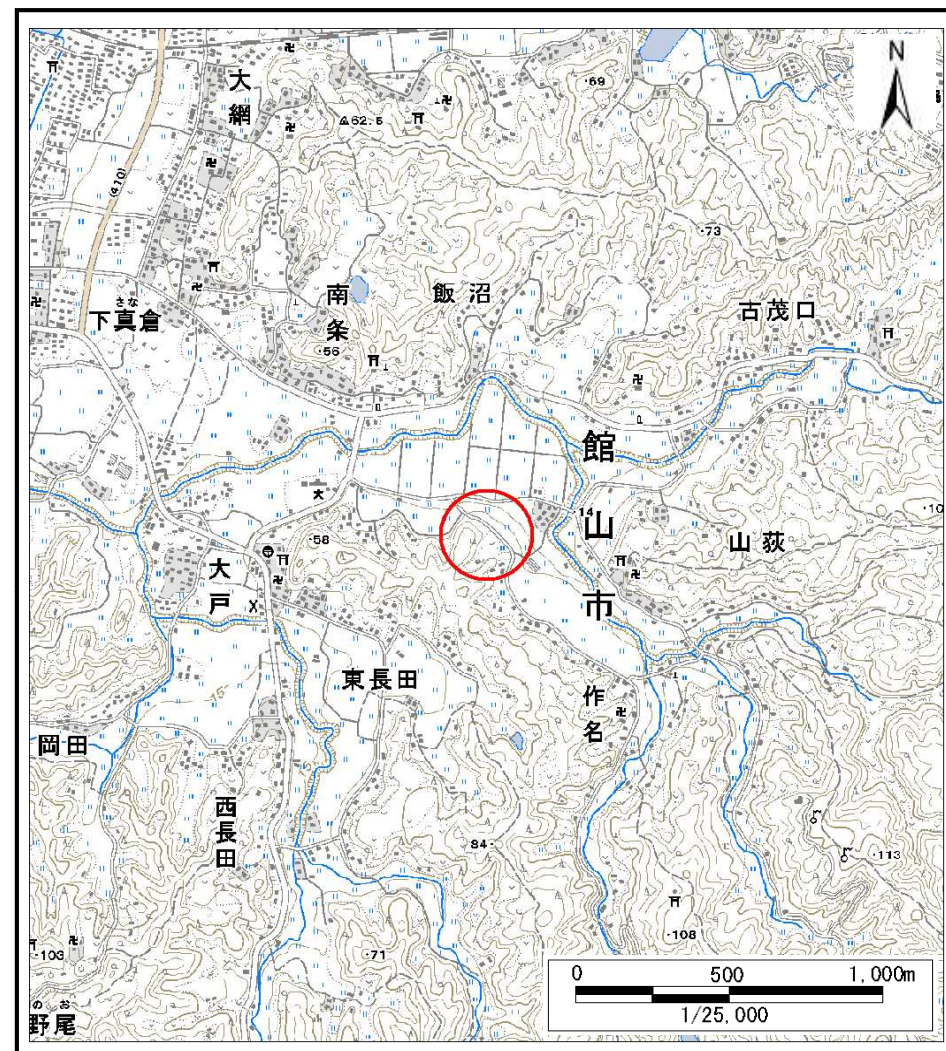 N
大網
62.5
69
(410)
73
さな
下真倉
南条
飯沼
古茂口
56
館山市
14
58
山荻
大戸
東長田
作名
岡田
15
西長田
84
113
103
71
108
のお
野尾
0 500 1,000m
1/25,000